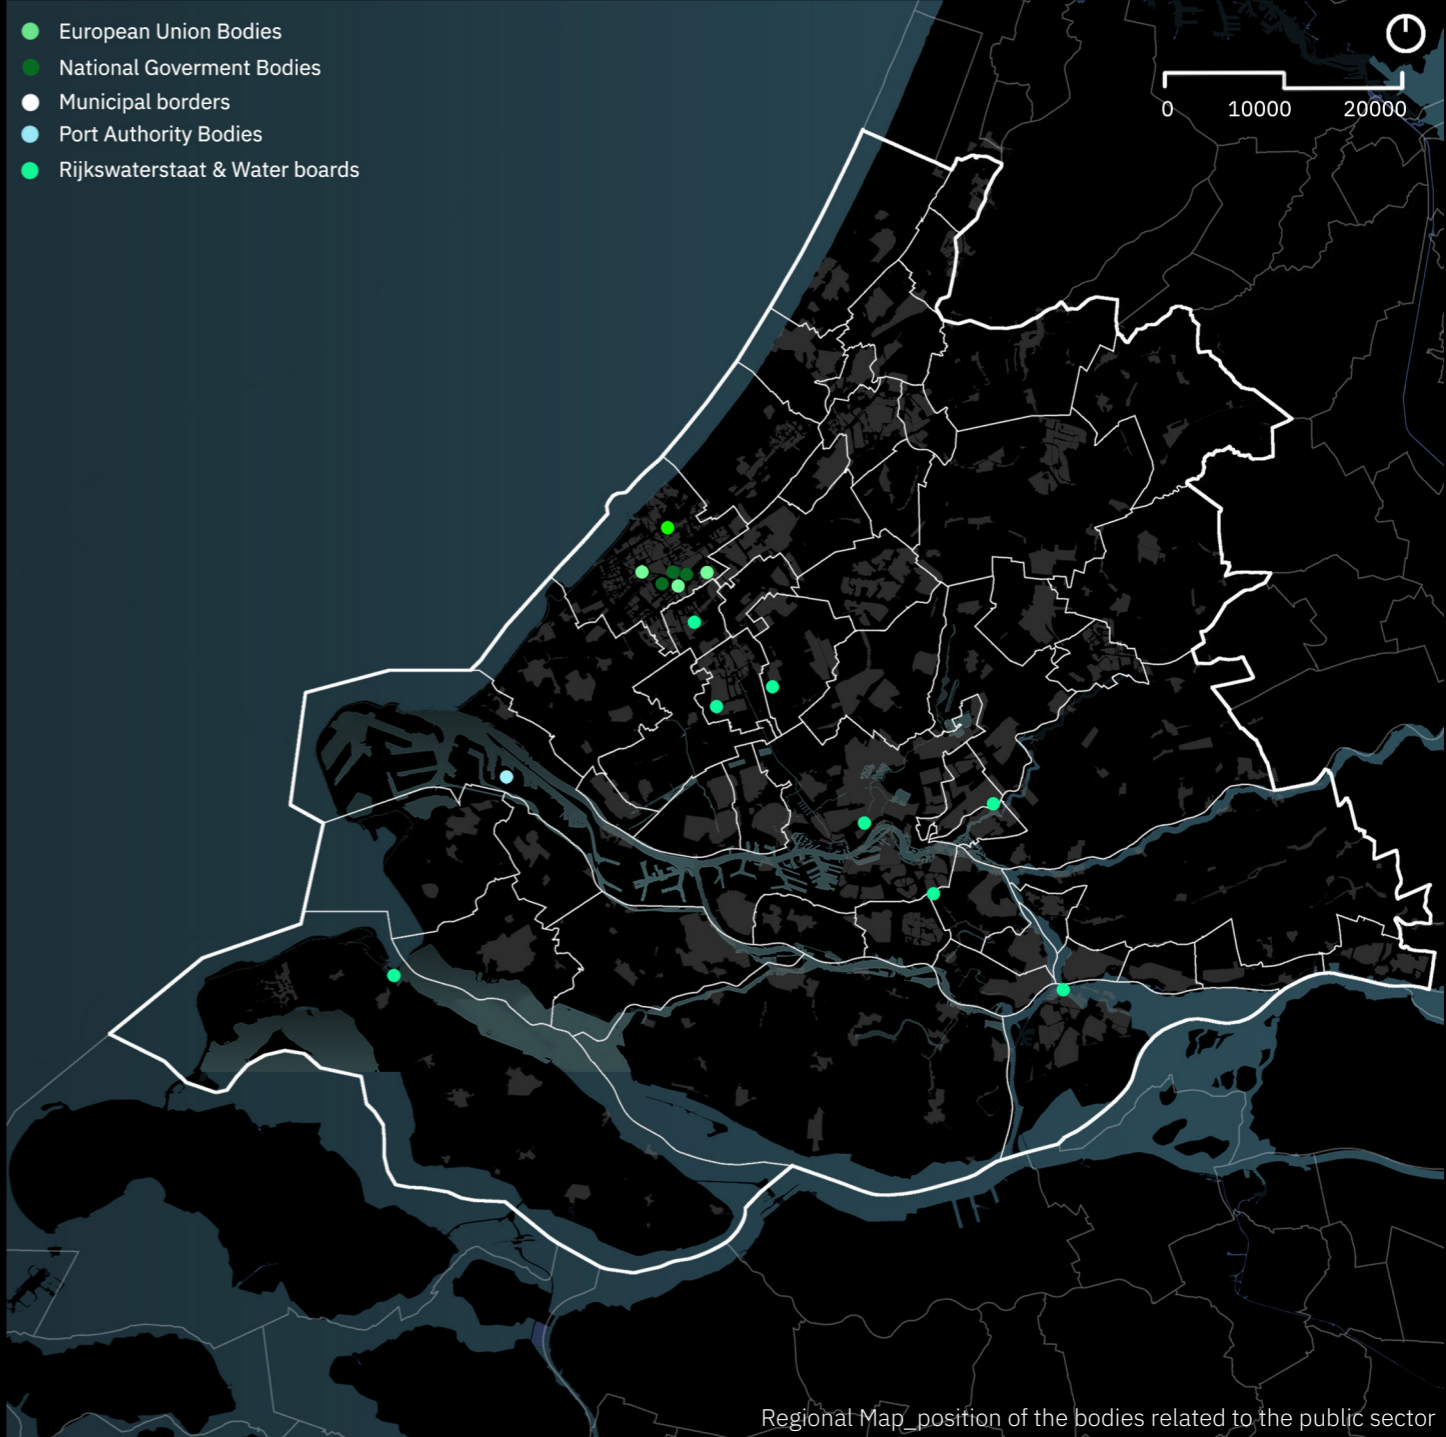 European Union Bodies
National Goverment Bodies
Municipal borders
Port Authority Bodies
Rijkswaterstaat & Water boards
0 10000 20000
Regional Map_position of the bodies related to the public sector